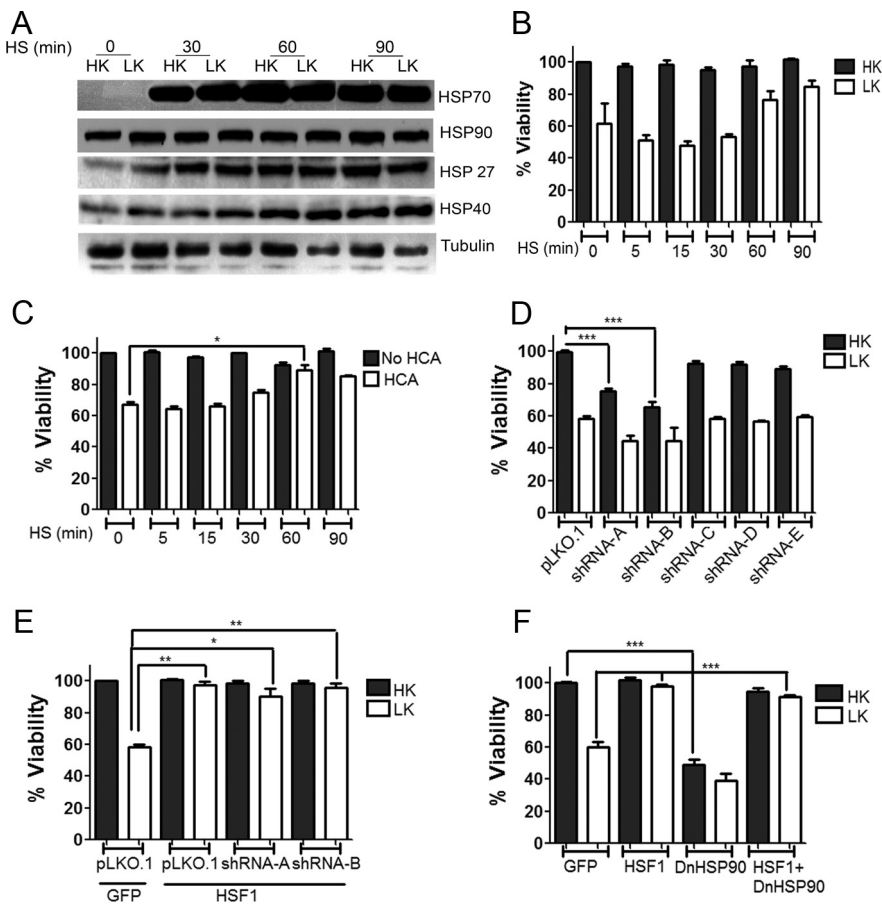 A
HS (min) 0 30 60 90
HK LK HK LK HK LK HK LK
HSP70
HSP90
HSP 27
HSP40
Tubulin
B
% Viability
100
80
60
40
20
0
HK
LK
HS (min) 0 5 15 30 60 90
C
% Viability
100
80
60
40
20
0
*
No HCA
HCA
HS (min) 0 5 15 30 60 90
D
% Viability
100
80
60
40
20
0
***
***
HK
LK
pLKO.1 shRNA-A shRNA-B shRNA-C shRNA-D shRNA-E
E
% Viability
100
80
60
40
20
0
**
*
**
HK
LK
pLKO.1 pLKO.1 shRNA-A shRNA-B
GFP HSF1
F
% Viability
100
80
60
40
20
0
***
***
HK
LK
GFP HSF1 DnHSP90 HSF1+
DnHSP90